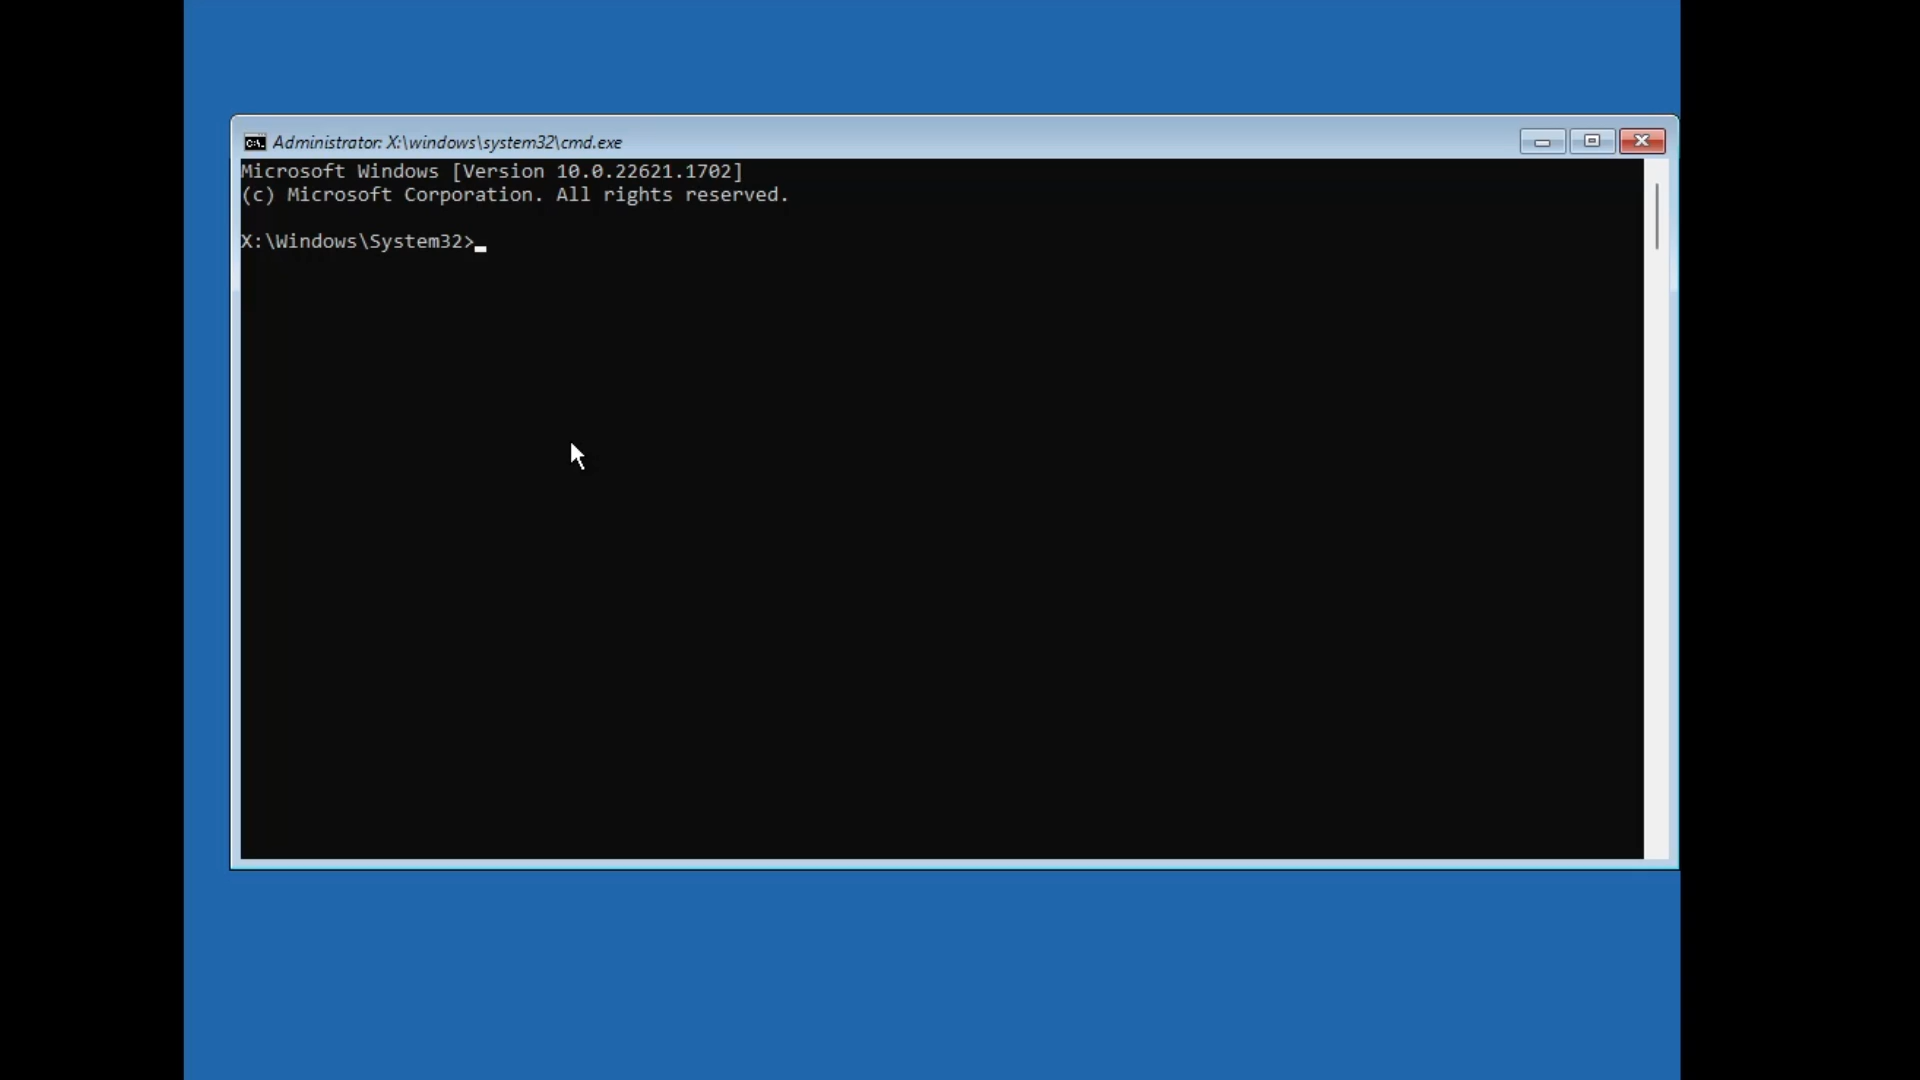 Administrator: X:\windows\system32\cmd.exe
Microsoft Windows [Version 10.0.22621.1702]
(c) Microsoft Corporation. All rights reserved.
X:\Windows\System32>